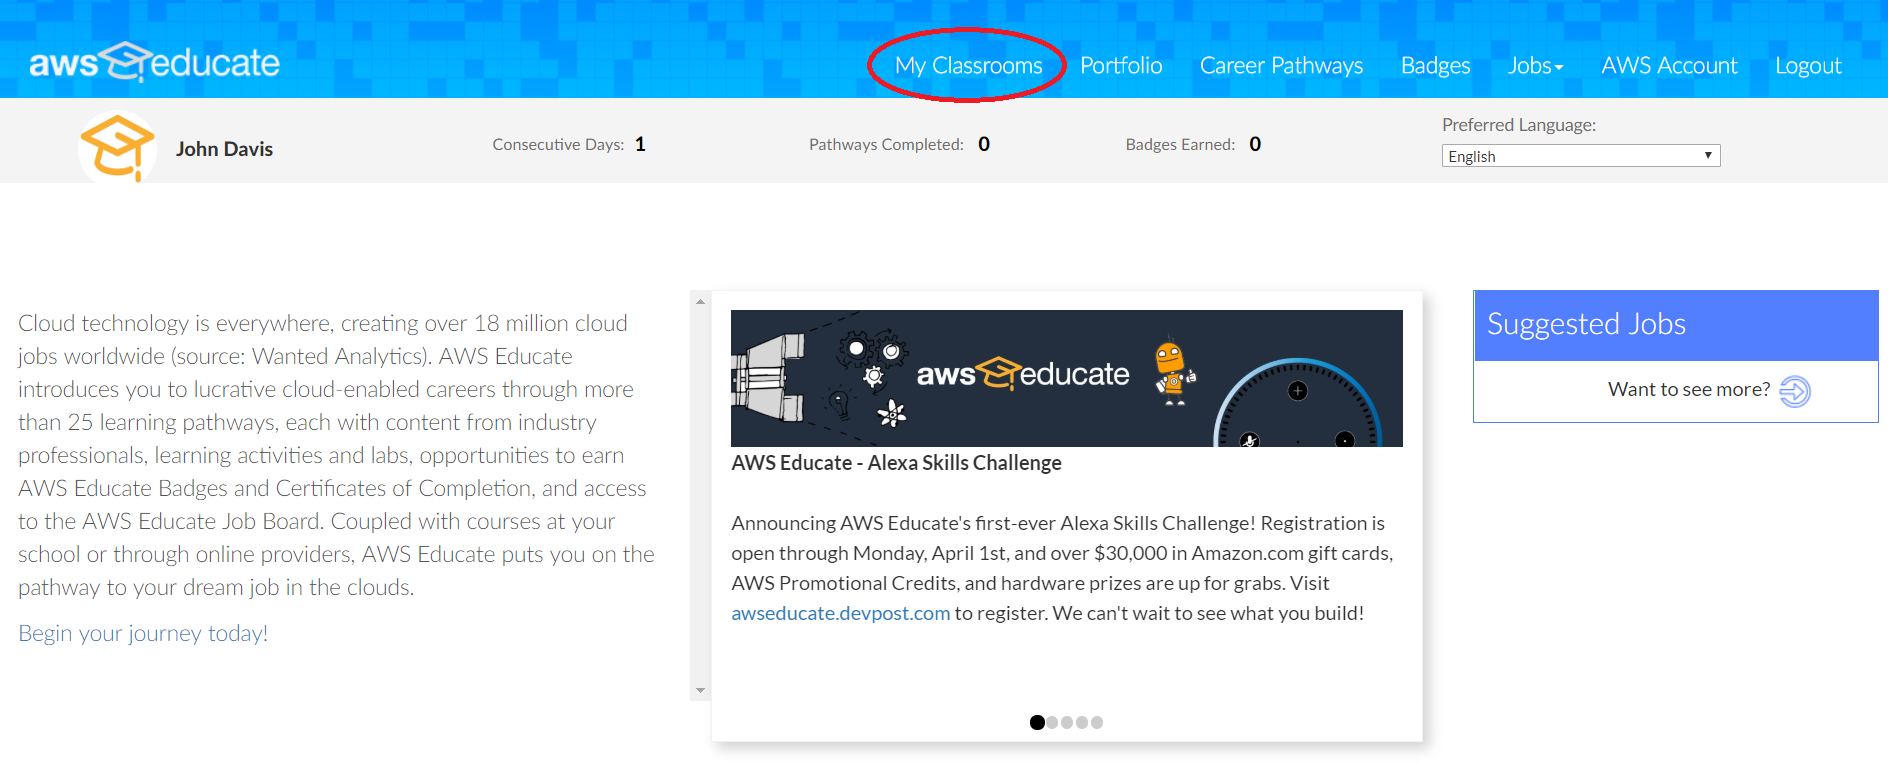 aws educate
My Classrooms Portfolio Career Pathways Badges Jobs AWS Account Logout
John Davis
Consecutive Days: 1
Pathways Completed: 0
Badges Earned: 0
Preferred Language:
English
Cloud technology is everywhere, creating over 18 million cloud
jobs worldwide (source: Wanted Analytics). AWS Educate
introduces you to lucrative cloud-enabled careers through more
than 25 learning pathways, each with content from industry
professionals, learning activities and labs, opportunities to earn
AWS Educate Badges and Certificates of Completion, and access
to the AWS Educate Job Board. Coupled with courses at your
school or through online providers, AWS Educate puts you on the
pathway to your dream job in the clouds.
Begin your journey today!
aws educate
AWS Educate - Alexa Skills Challenge
Announcing AWS Educate's first-ever Alexa Skills Challenge! Registration is
open through Monday, April 1st, and over $30,000 in Amazon.com gift cards,
AWS Promotional Credits, and hardware prizes are up for grabs. Visit
awseducate.devpost.com to register. We can't wait to see what you build!
Suggested Jobs
Want to see more?